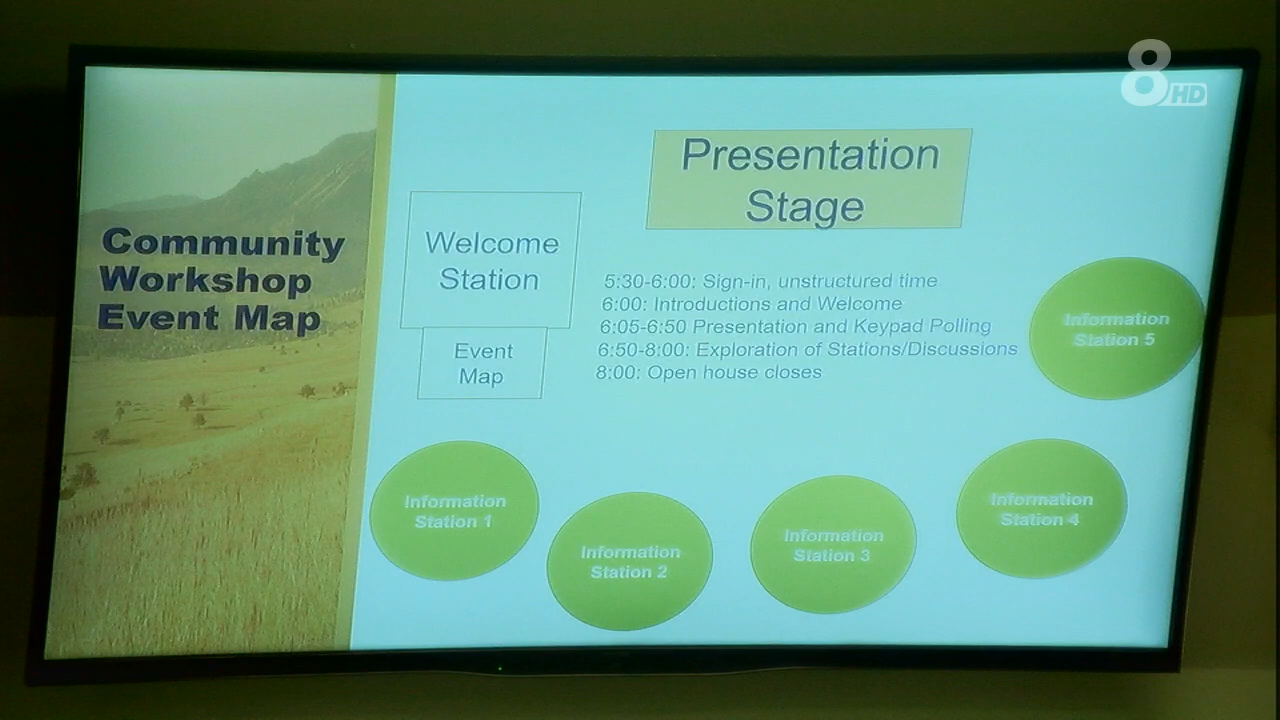 8
HD
Community
Workshop
Event Map
Presentation
Stage
Welcome
Station
Event
Map
5:30-6:00: Sign-in, unstructured time
6:00: Introductions and Welcome
6:05-6:50 Presentation and Keypad Polling
6:50-8:00: Exploration of Stations/Discussions
8:00: Open house closes
Information
Station 5
Information
Station 1
Information
Station 2
Information
Station 3
Information
Station 4